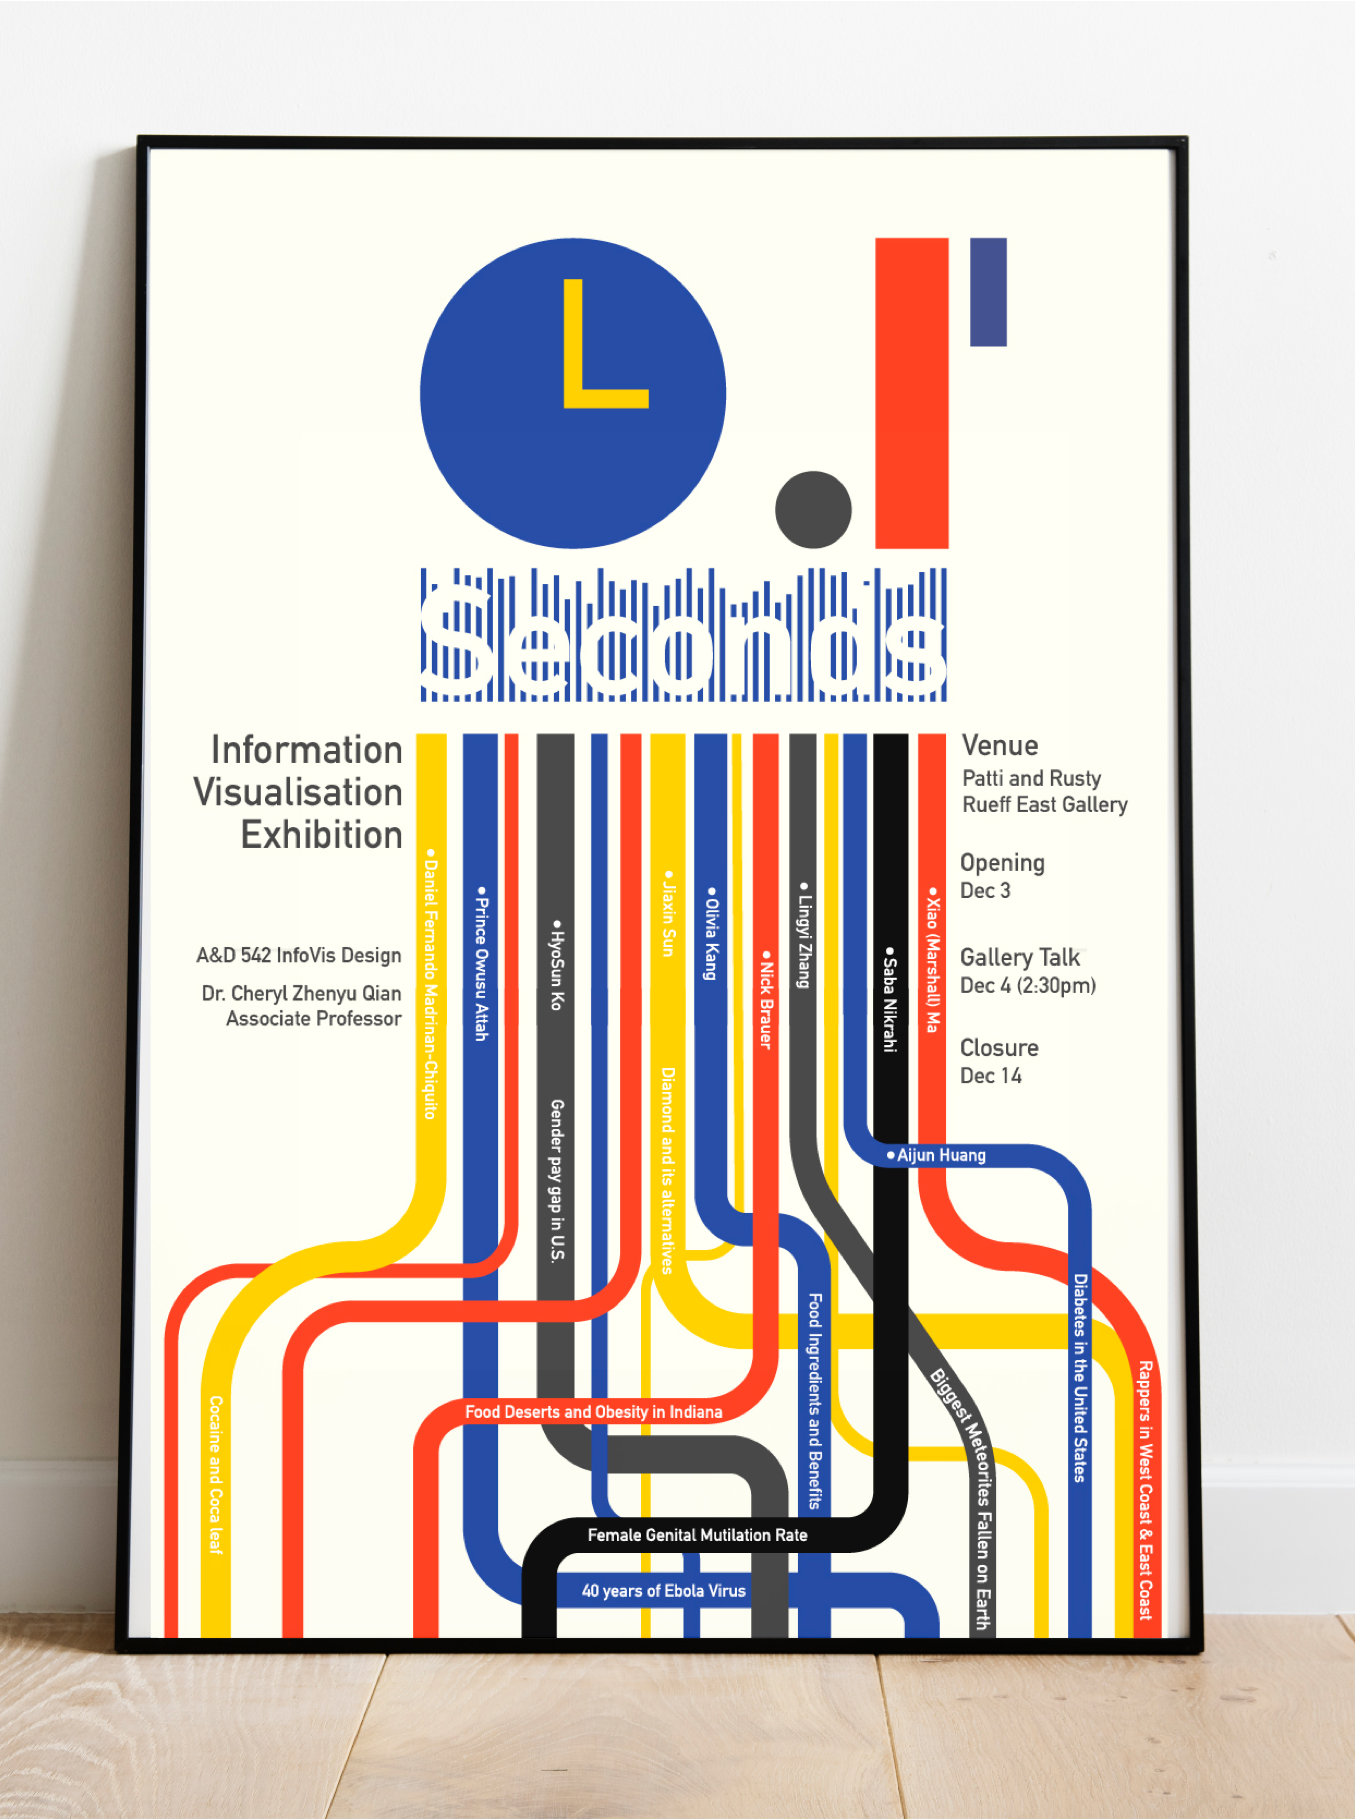 0.1'
Seconds
Information
Visualisation
Exhibition
A&D 542 InfoVis Design
Dr. Cheryl Zhenyu Qian
Associate Professor
Venue
Patti and Rusty
Rueff East Gallery
Opening
Dec 3
Gallery Talk
Dec 4 (2:30pm)
Closure
Dec 14
•Daniel Fernando Madrinan-Chiquito
Cocaine and Coca leaf
•Prince Owusu Attah
40 years of Ebola Virus
•HyoSun Ko
Gender pay gap in U.S.
•Jiaxin Sun
Diamond and its alternatives
•Olivia Kang
Food Ingredients and Benefits
•Nick Brauer
Food Deserts and Obesity in Indiana
•Lingyi Zhang
Biggest Meteorites Fallen on Earth
•Saba Nikrahi
Female Genital Mutilation Rate
•Aijun Huang
Diabetes in the United States
•Xiao (Marshall) Ma
Rappers in West Coast & East Coast